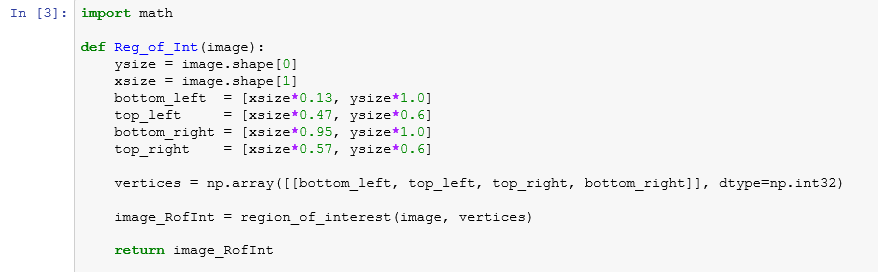 In [3]: import math
def Reg_of_Int(image):
    ysize = image.shape[0]
    xsize = image.shape[1]
    bottom_left  = [xsize*0.13, ysize*1.0]
    top_left     = [xsize*0.47, ysize*0.6]
    bottom_right = [xsize*0.95, ysize*1.0]
    top_right    = [xsize*0.57, ysize*0.6]
    vertices = np.array([[bottom_left, top_left, top_right, bottom_right]], dtype=np.int32)
    image_RofInt = region_of_interest(image, vertices)
    return image_RofInt